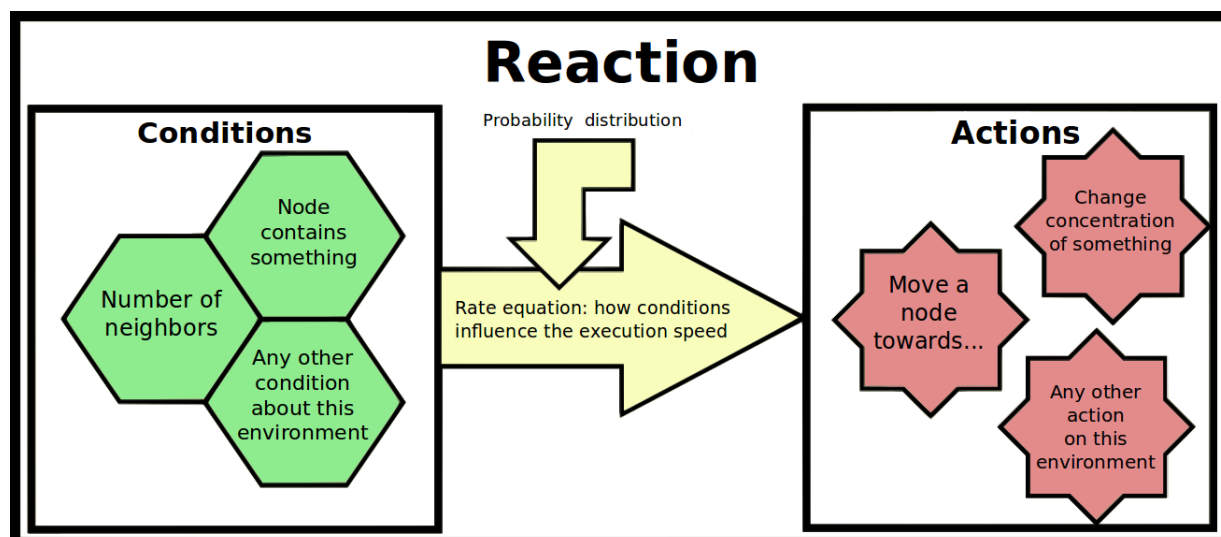 Reaction
Conditions
Node
contains
something
Number of
neighbors
Any other
condition
about this
environment
Probability distribution
Rate equation: how conditions
influence the execution speed
Actions
Change
concentration
of something
Move a
node
towards...
Any other
action
on this
environment